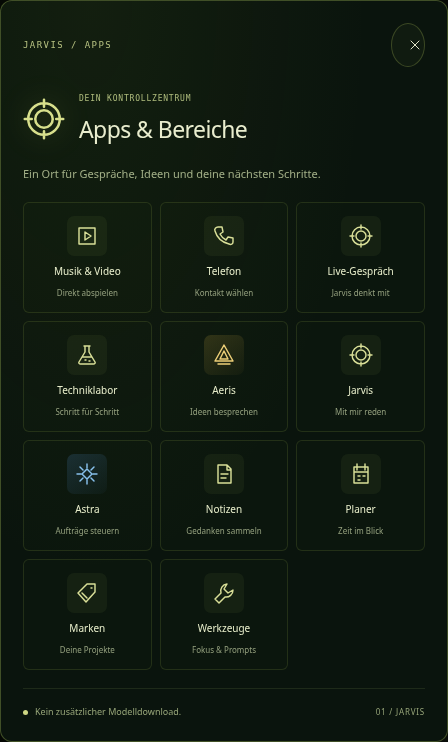 JARVIS / APPS
DEIN KONTROLLZENTRUM
Apps & Bereiche
Ein Ort für Gespräche, Ideen und deine nächsten Schritte.
Musik & Video
Direkt abspielen
Telefon
Kontakt wählen
Live-Gespräch
Jarvis denkt mit
Techniklabor
Schritt für Schritt
Aeris
Ideen besprechen
Jarvis
Mit mir reden
Astra
Aufträge steuern
Notizen
Gedanken sammeln
Planer
Zeit im Blick
Marken
Deine Projekte
Werkzeuge
Fokus & Prompts
Kein zusätzlicher Modelldownload.
01 / JARVIS